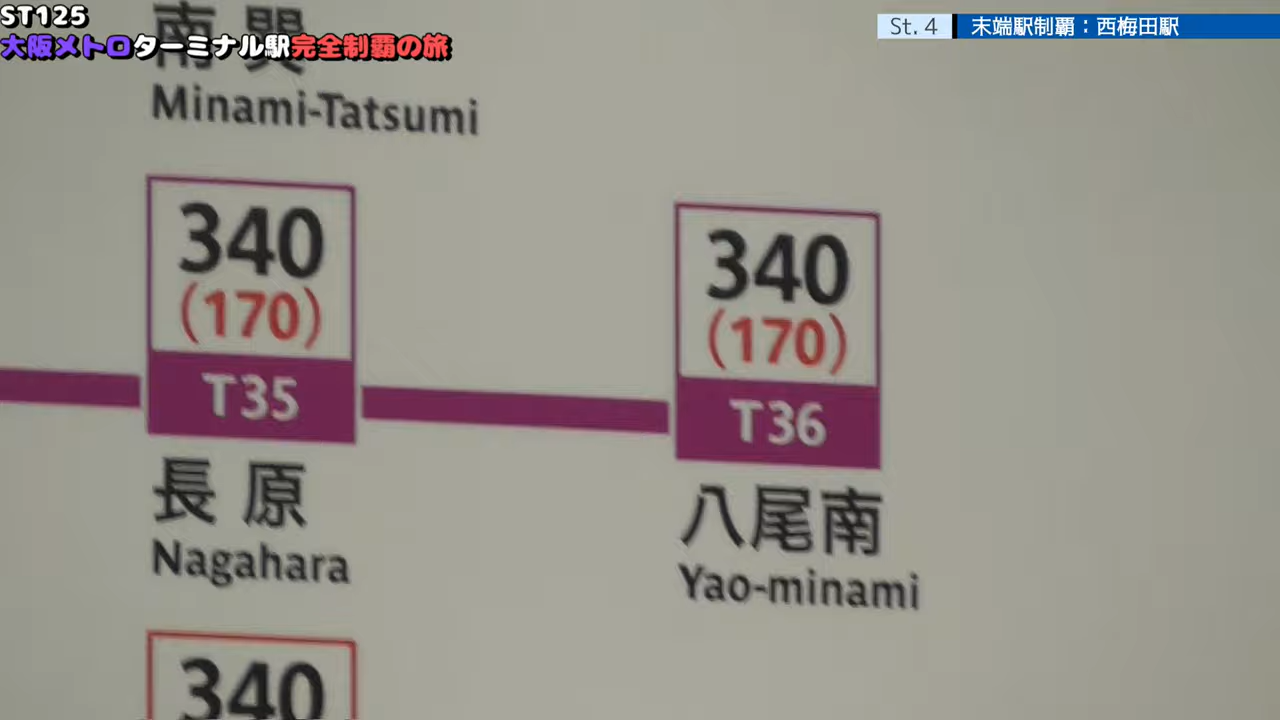 ST125
大阪メトロターミナル駅完全制覇の旅
St. 4
末端駅制覇：西梅田駅
南巽
Minami-Tatsumi
340
(170)
T35
長原
Nagahara
340
(170)
T36
八尾南
Yao-minami
340